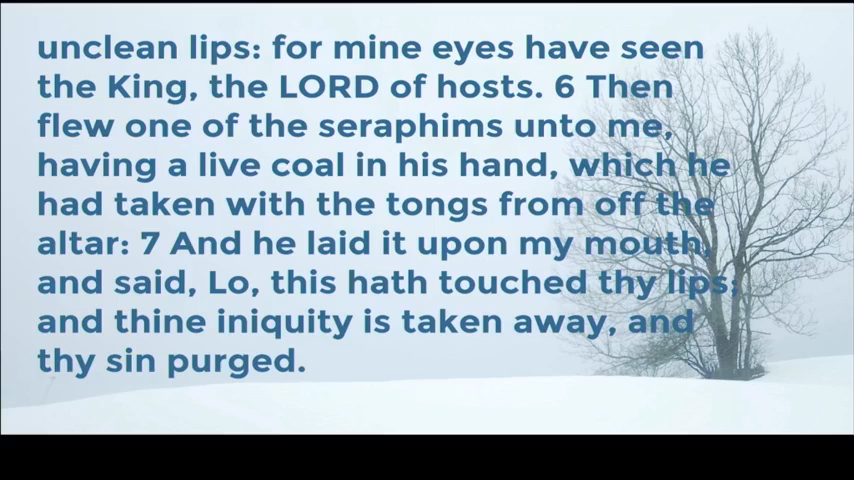 unclean lips: for mine eyes have seen
the King, the LORD of hosts. 6 Then
flew one of the seraphims unto me,
having a live coal in his hand, which he
had taken with the tongs from off the
altar: 7 And he laid it upon my mouth,
and said, Lo, this hath touched thy lips;
and thine iniquity is taken away, and
thy sin purged.